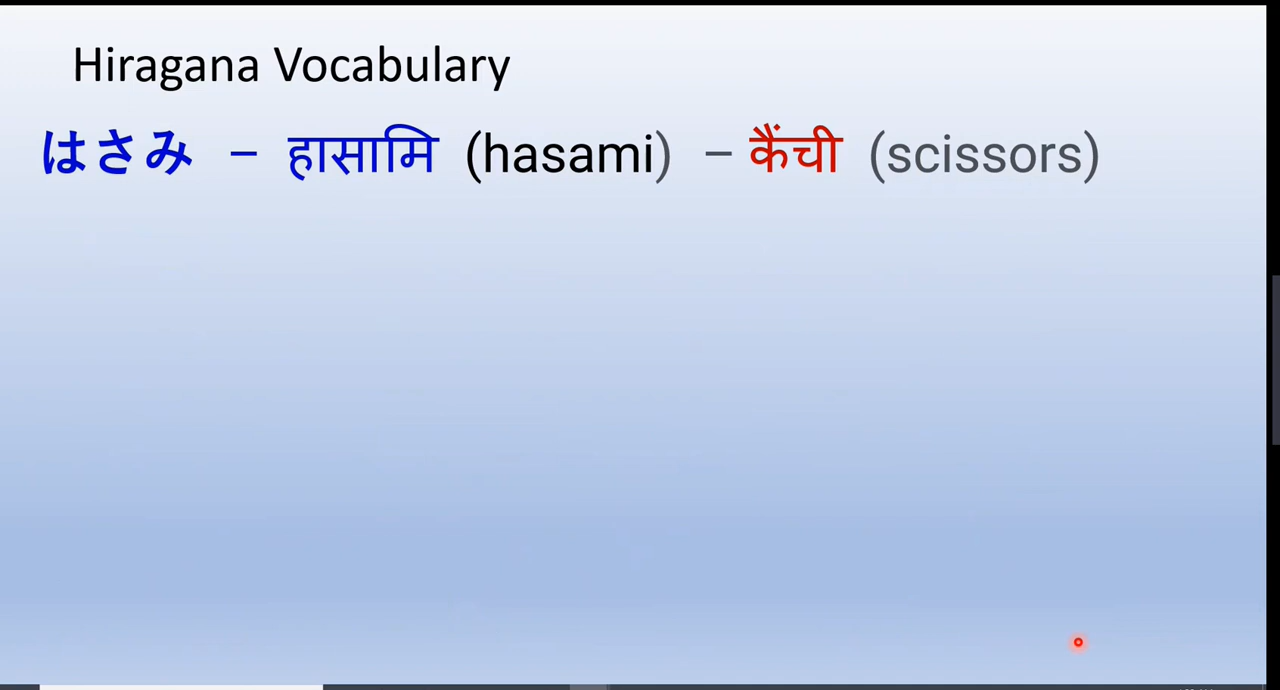 Hiragana Vocabulary
はさみ – हासामि (hasami) – कैंची (scissors)